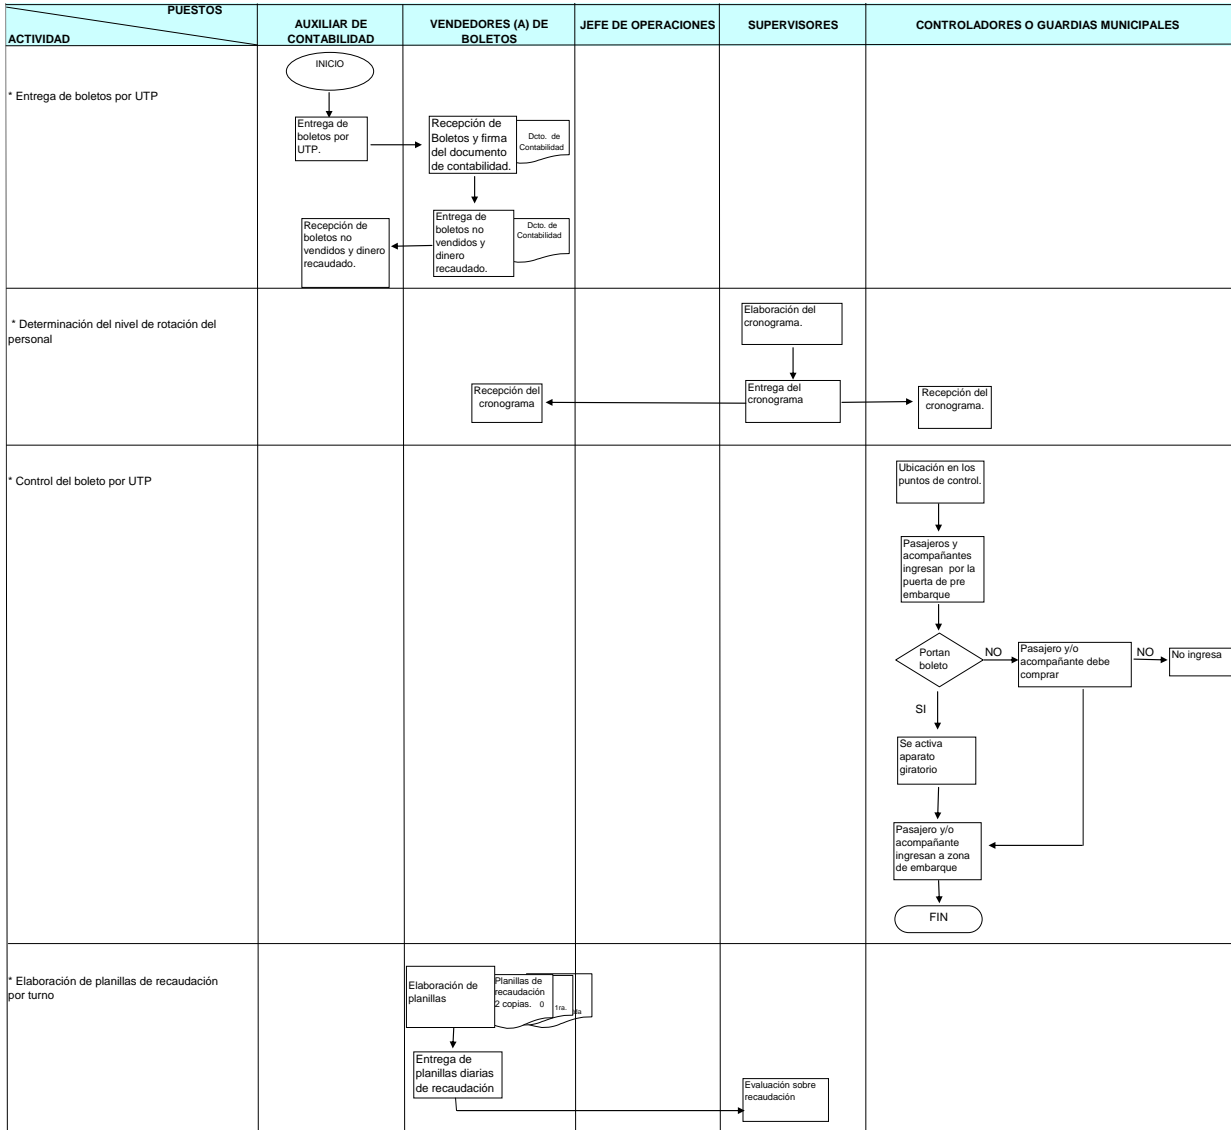 PUESTOS
ACTIVIDAD
AUXILIAR DE
CONTABILIDAD
VENDEDORES (A) DE
BOLETOS
JEFE DE OPERACIONES
SUPERVISORES
CONTROLADORES O GUARDIAS MUNICIPALES
INICIO
* Entrega de boletos por UTP
Entrega de
boletos por
UTP.
Recepción de
Boletos y firma
del documento
de contabilidad.
Dcto. de
Contabilidad
Recepción de
boletos no
vendidos y dinero
recaudado.
Entrega de
boletos no
vendidos y
dinero
recaudado.
Dcto. de
Contabilidad
* Determinación del nivel de rotación del
personal
Elaboración del
cronograma.
Recepción del
cronograma
Entrega del
cronograma
Recepción del
cronograma.
* Control del boleto por UTP
Ubicación en los
puntos de control.
Pasajeros y
acompañantes
ingresan por la
puerta de pre
embarque
Portan
boleto
NO
Pasajero y/o
acompañante debe
comprar
NO
No ingresa
SI
Se activa
aparato
giratorio
Pasajero y/o
acompañante
ingresan a zona
de embarque
FIN
* Elaboración de planillas de recaudación
por turno
Elaboración de
planillas
Planillas de
recaudación
2 copias. 0
1ra.
Entrega de
planillas diarias
de recaudación
Evaluación sobre
recaudación